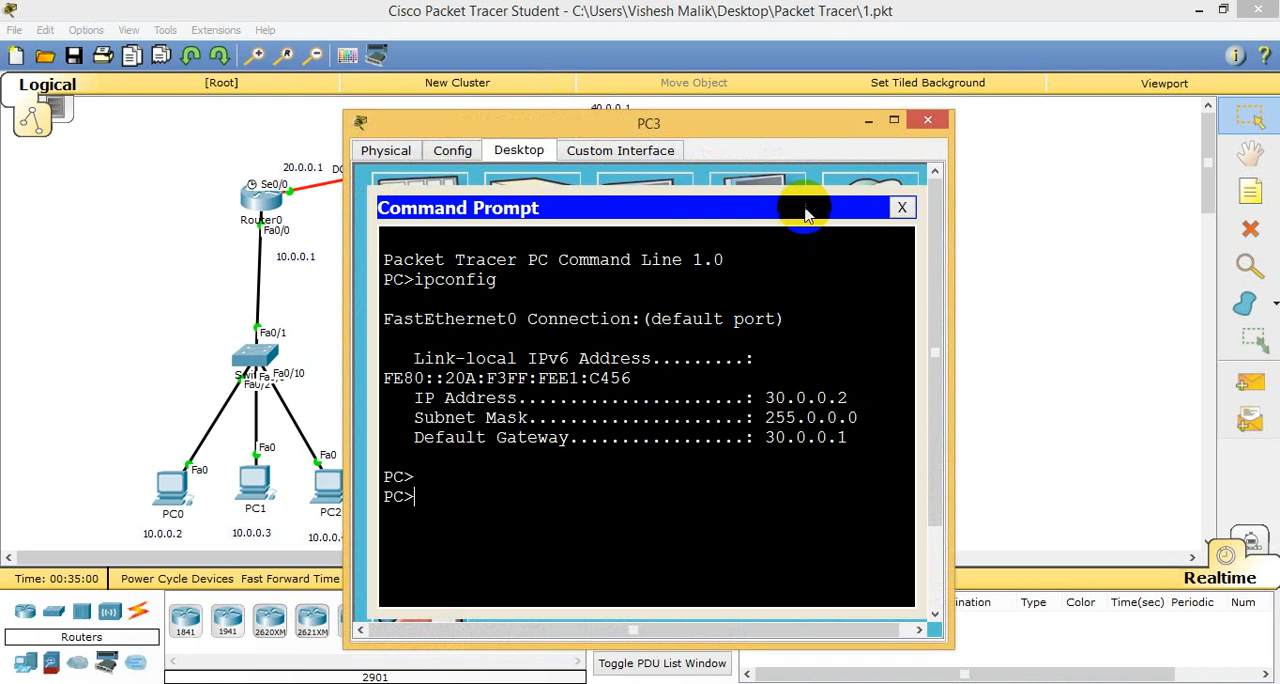 Cisco Packet Tracer Student - C:\Users\Vishesh Malik\Desktop\Packet Tracer\1.pkt
File Edit Options View Tools Extensions Help
Logical [Root] New Cluster Move Object Set Tiled Background Viewport
40.0.0.1
PC3
Physical Config Desktop Custom Interface
20.0.0.1
Se0/0
Router0
Fa0/0
10.0.0.1
Command Prompt X
Packet Tracer PC Command Line 1.0
PC>ipconfig
FastEthernet0 Connection:(default port)
Link-local IPv6 Address.........:
FE80::20A:F3FF:FEE1:C456
IP Address......................: 30.0.0.2
Subnet Mask.....................: 255.0.0.0
Default Gateway.................: 30.0.0.1
PC>
PC>
Fa0/1
Fa0/10
Fa0/2
Fa0 Fa0 Fa0
PC0 PC1 PC2
10.0.0.2 10.0.0.3 10.0.0.
Time: 00:35:00 Power Cycle Devices Fast Forward Time
Realtime
Routers
1841 1941 2620XM 2621XM
2901
Toggle PDU List Window
ination Type Color Time(sec) Periodic Num